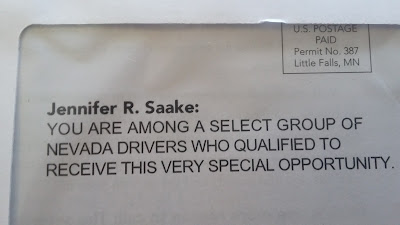 U.S. POSTAGE
PAID
Permit No. 387
Little Falls, MN
Jennifer R. Saake:
YOU ARE AMONG A SELECT GROUP OF
NEVADA DRIVERS WHO QUALIFIED TO
RECEIVE THIS VERY SPECIAL OPPORTUNITY.